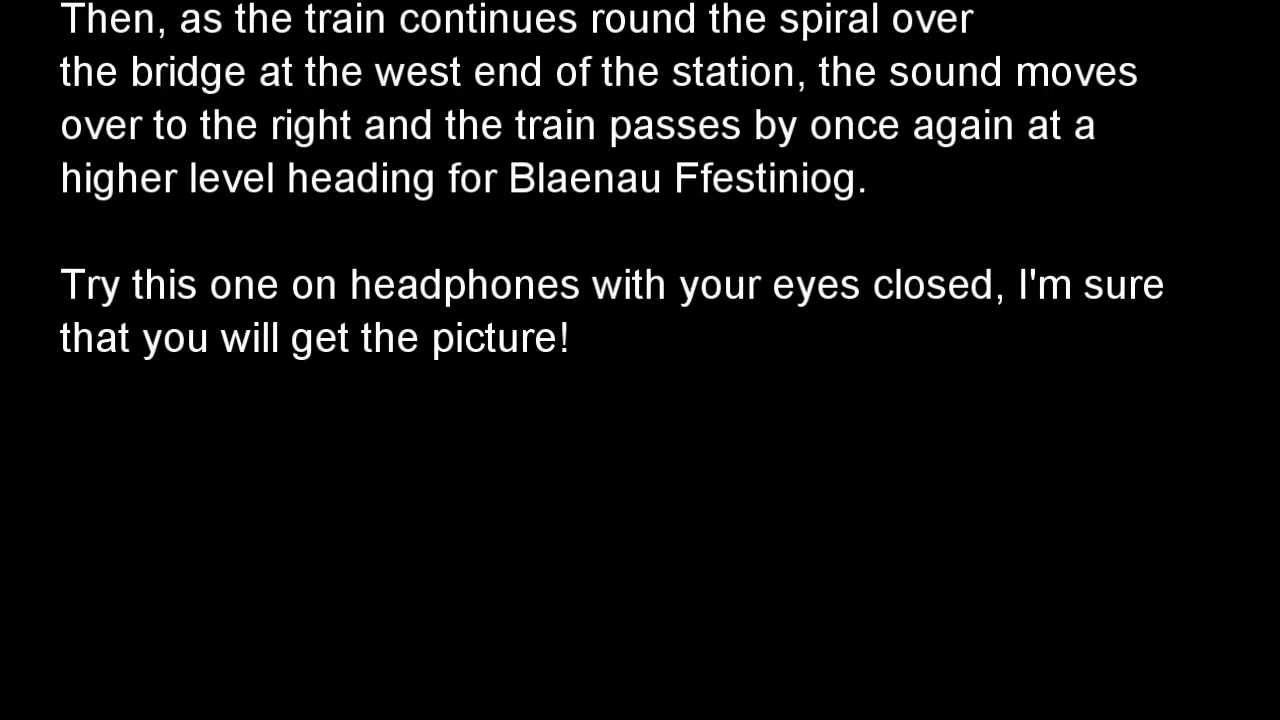 Then, as the train continues round the spiral over
the bridge at the west end of the station, the sound moves
over to the right and the train passes by once again at a
higher level heading for Blaenau Ffestiniog.
Try this one on headphones with your eyes closed, I'm sure
that you will get the picture!